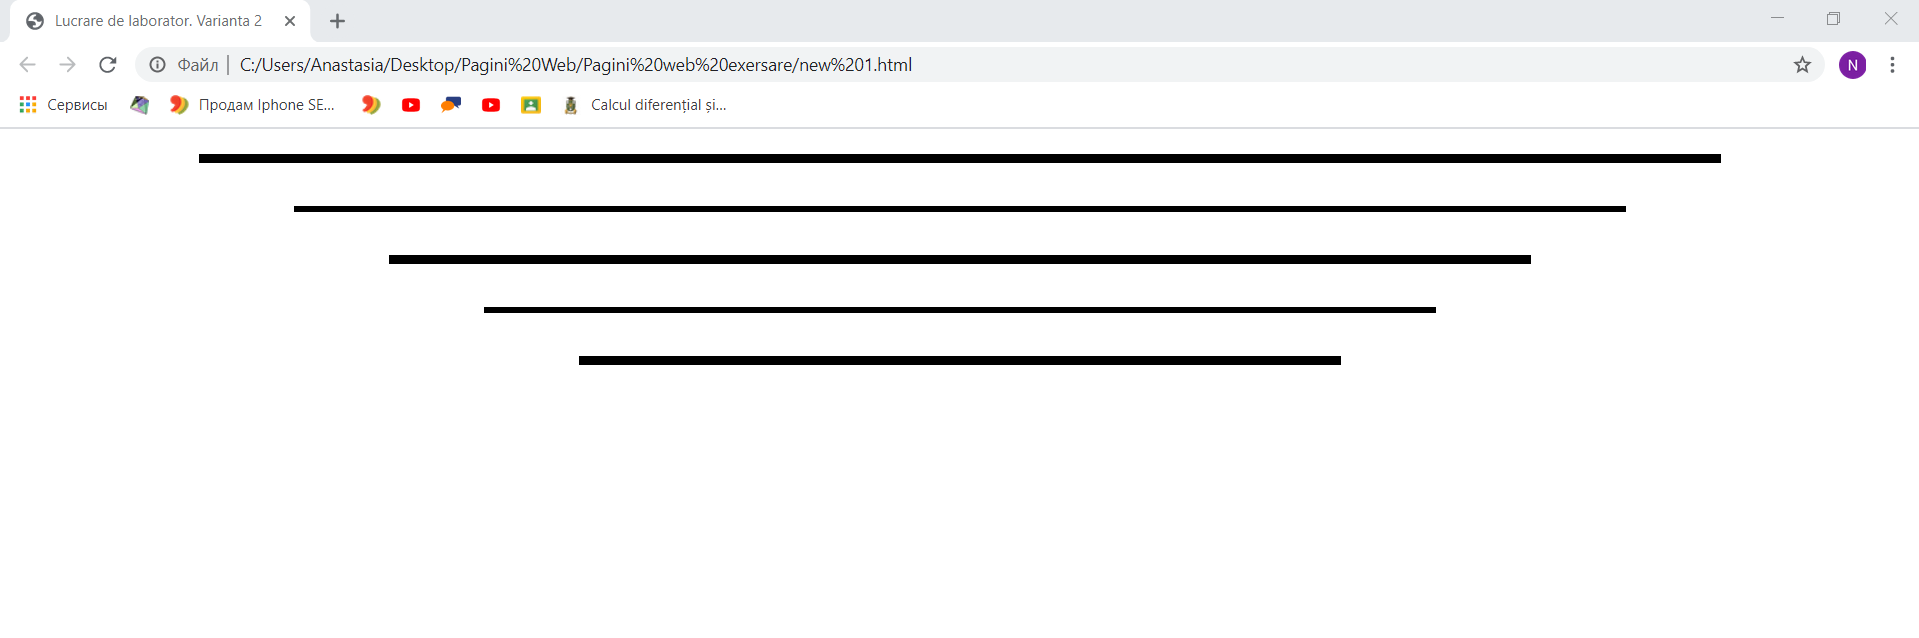 Lucrare de laborator. Varianta 2
Файл C:/Users/Anastasia/Desktop/Pagini%20Web/Pagini%20web%20exersare/new%201.html
N
Сервисы Продам Iphone SE... Calcul diferențial și...